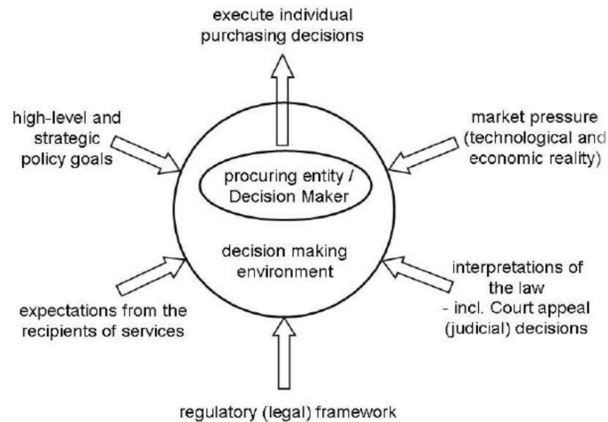 execute individual
purchasing decisions
high-level and
strategic
policy goals
market pressure
(technological and
economic reality)
procuring entity /
Decision Maker
decision making
environment
expectations from the
recipients of services
interpretations of
the law
- incl. Court appeal
(judicial) decisions
regulatory (legal) framework